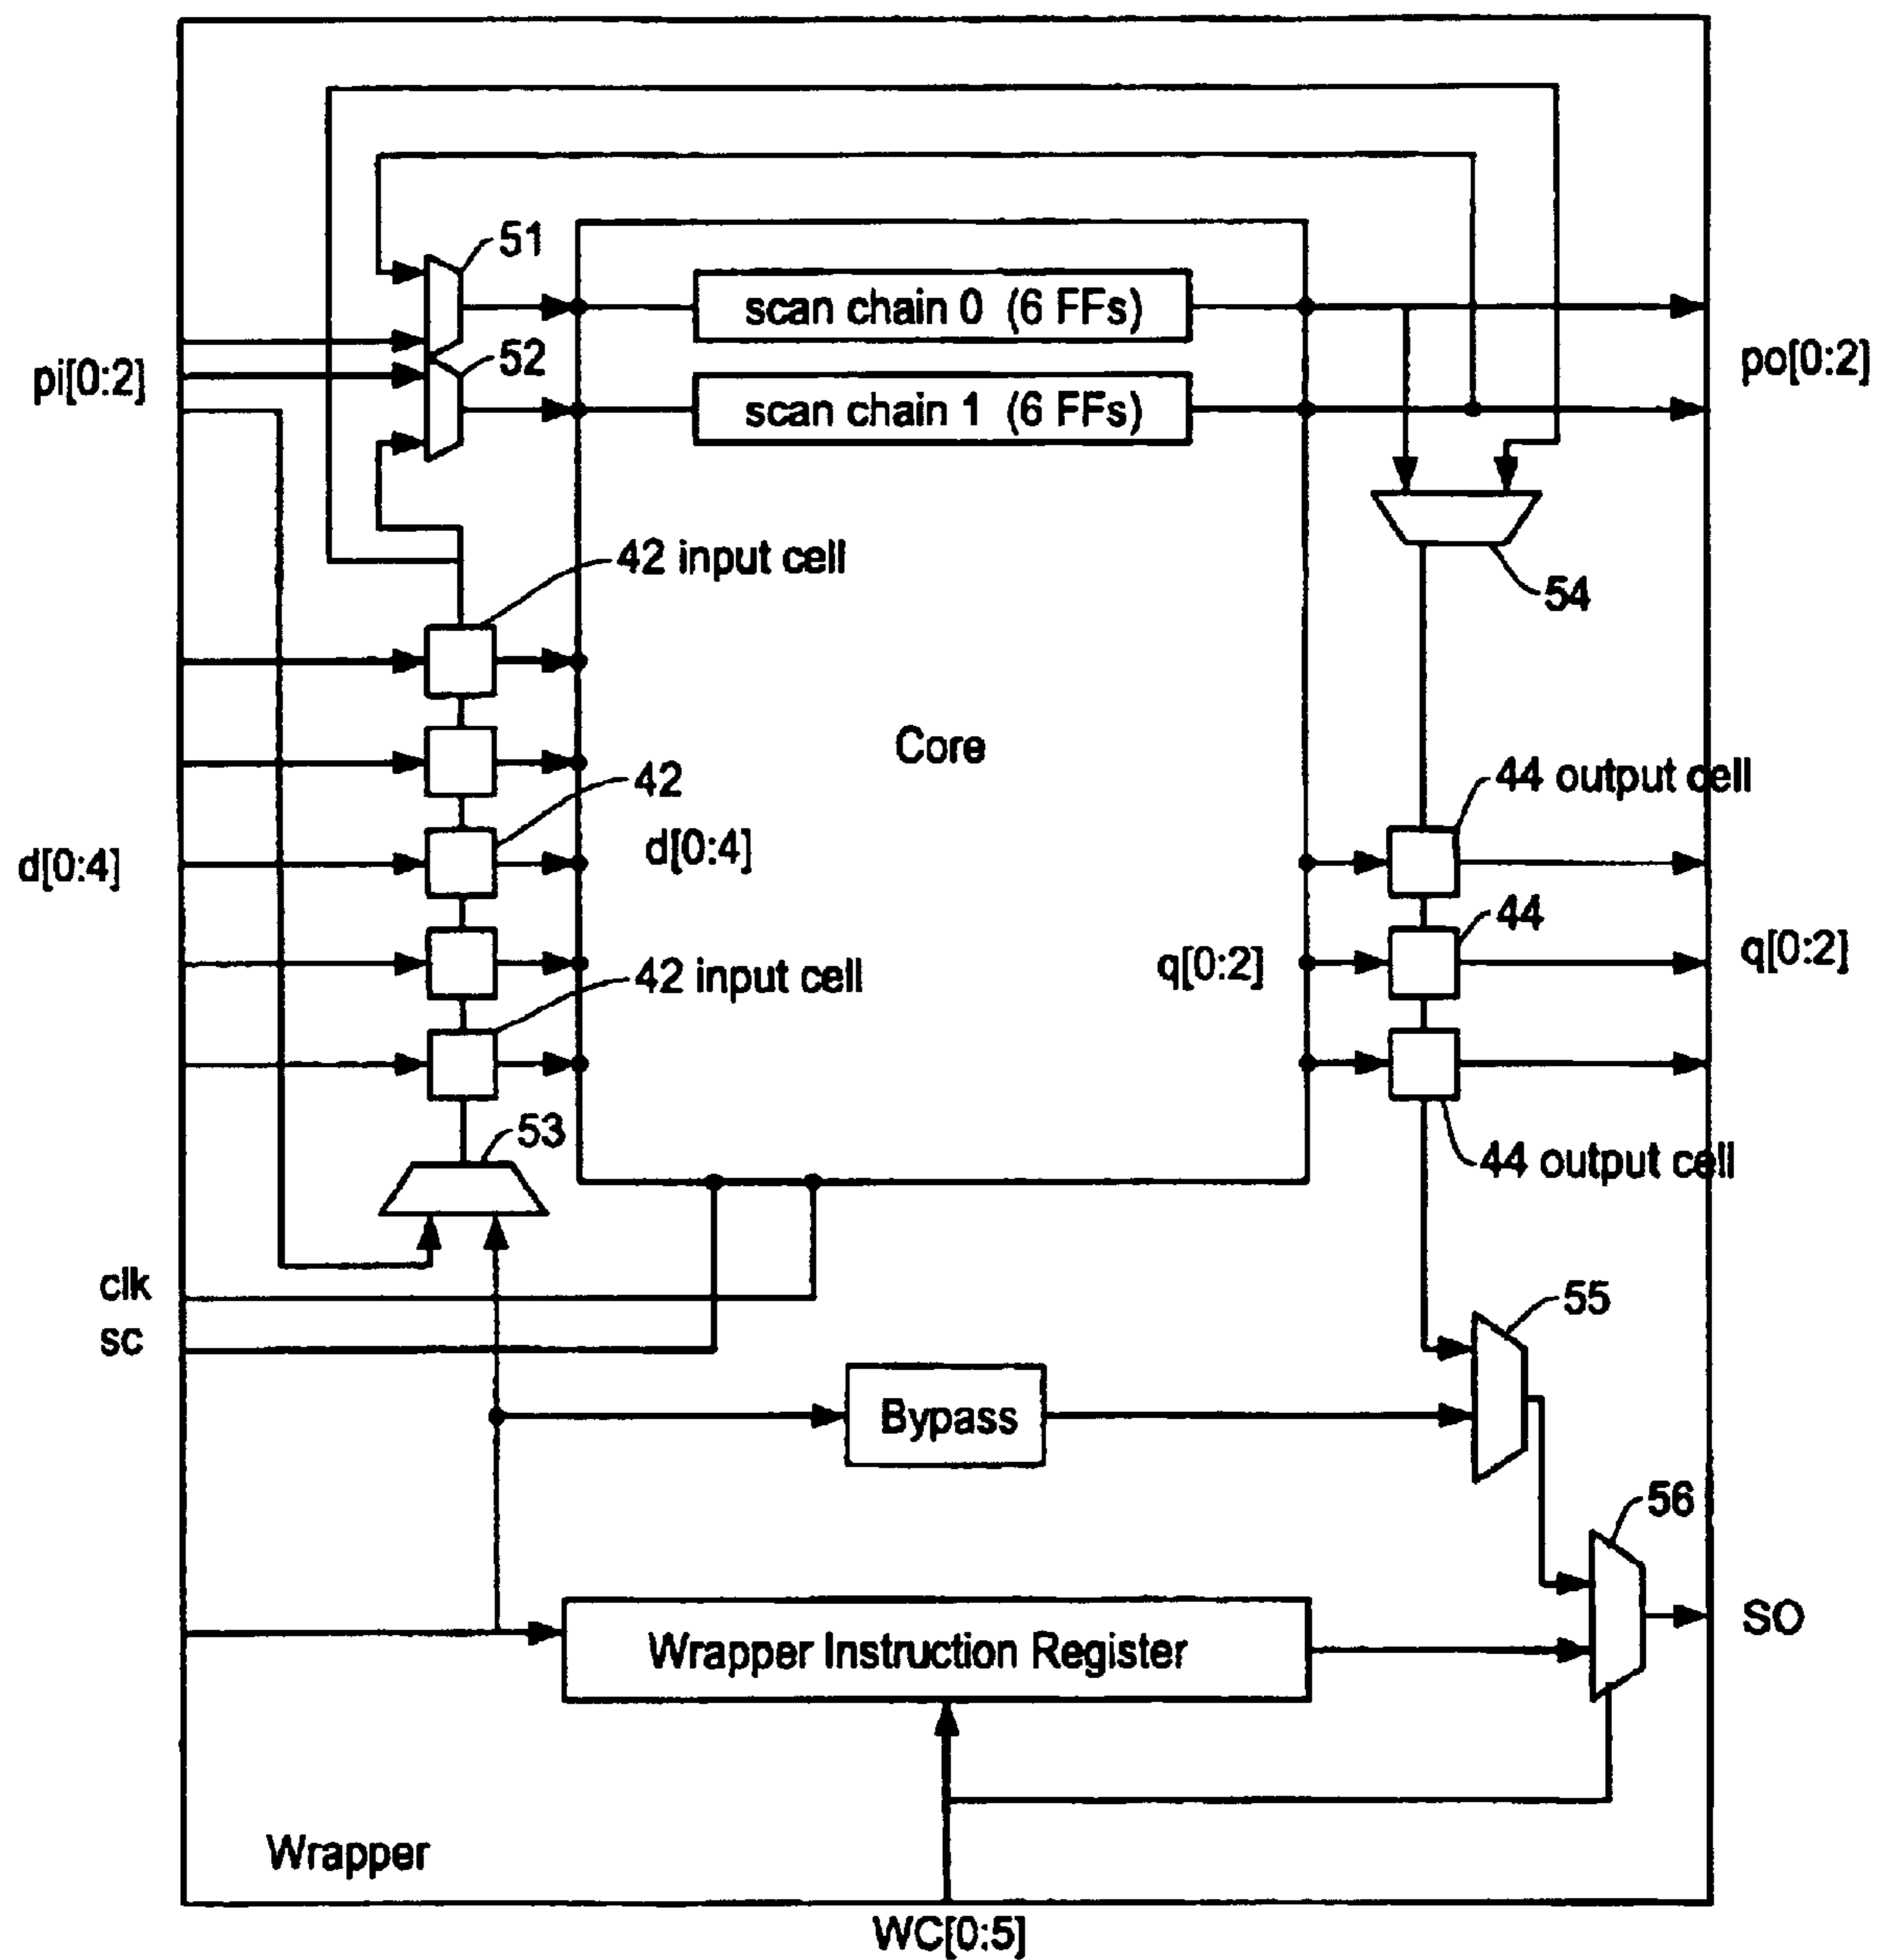 51
scan chain 0 (6 FFs)
52
pi[0:2]
po[0:2]
scan chain 1 (6 FFs)
42 input cell
54
Core
42
44 output cell
d[0:4]
d[0:4]
44
q[0:2]
q[0:2]
42 input cell
53
44 output cell
clk
55
sc
Bypass
56
SO
Wrapper Instruction Register
Wrapper
WC[0:5]